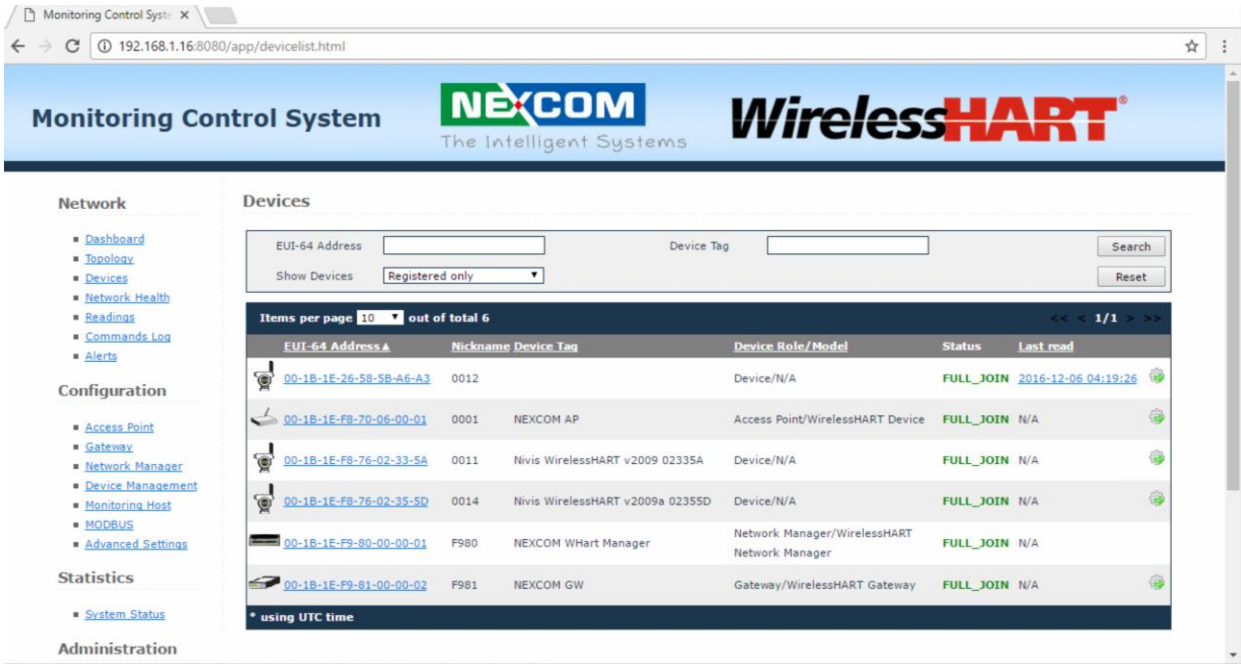 Monitoring Control Syste
192.168.1.16:8080/app/devicelist.html
Monitoring Control System
NEXCOM
The Intelligent Systems
WirelessHART®
Network
Dashboard
Topology
Devices
Network Health
Readings
Commands Log
Alerts
Configuration
Access Point
Gateway
Network Manager
Device Management
Monitoring Host
MODBUS
Advanced Settings
Statistics
System Status
Administration
Devices
EUI-64 Address Device Tag Search
Show Devices Registered only Reset
Items per page 10 out of total 6 << < 1/1 > >>
EUI-64 Address▲ Nickname Device Tag Device Role/Model Status Last read
00-1B-1E-26-58-5B-A6-A3 0012 Device/N/A FULL_JOIN 2016-12-06 04:19:26
00-1B-1E-F8-70-06-00-01 0001 NEXCOM AP Access Point/WirelessHART Device FULL_JOIN N/A
00-1B-1E-F8-76-02-33-5A 0011 Nivis WirelessHART v2009 02335A Device/N/A FULL_JOIN N/A
00-1B-1E-F8-76-02-35-5D 0014 Nivis WirelessHART v2009a 02355D Device/N/A FULL_JOIN N/A
00-1B-1E-F9-80-00-00-01 F980 NEXCOM WHart Manager Network Manager/WirelessHART FULL_JOIN N/A
Network Manager
00-1B-1E-F9-81-00-00-02 F981 NEXCOM GW Gateway/WirelessHART Gateway FULL_JOIN N/A
* using UTC time